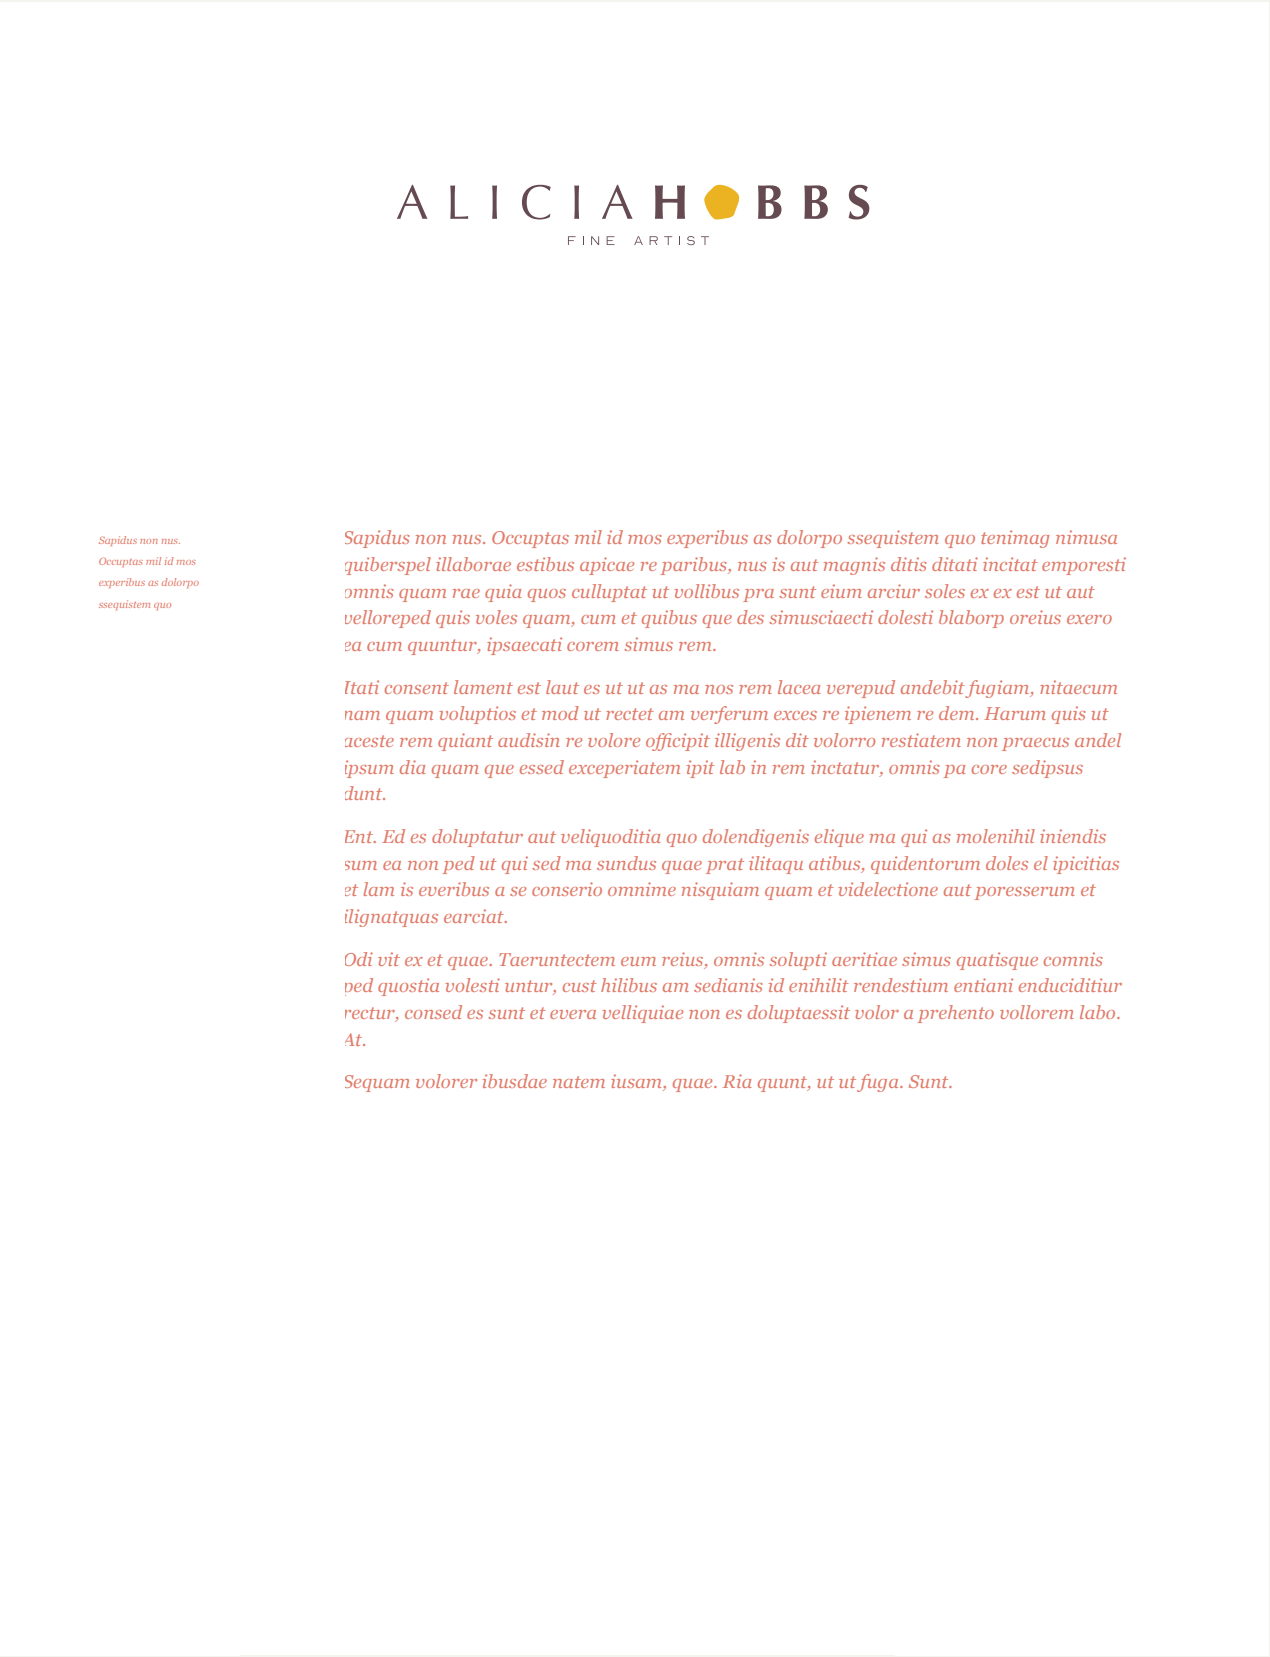 ALICIAHOBBS
FINE ARTIST
Sapidus non nus.
Occuptas mil id mos
experibus as dolorpo
ssequistem quo
Sapidus non nus. Occuptas mil id mos experibus as dolorpo ssequistem quo tenimag nimusa
quiberspel illaborae estibus apicae re paribus, nus is aut magnis ditis ditati incitat emporesti
omnis quam rae quia quos culluptat ut vollibus pra sunt eium arciur soles ex ex est ut aut
velloreped quis voles quam, cum et quibus que des simusciaecti dolesti blaborp oreius exero
ea cum quuntur, ipsaecati corem simus rem.
Itati consent lament est laut es ut ut as ma nos rem lacea verepud andebit fugiam, nitaecum
nam quam voluptios et mod ut rectet am verferum exces re ipienem re dem. Harum quis ut
aceste rem quiant audisin re volore officipit illigenis dit volorro restiatem non praecus andel
ipsum dia quam que essed exceperiatem ipit lab in rem inctatur, omnis pa core sedipsus
dunt.
Ent. Ed es doluptatur aut veliquoditia quo dolendigenis elique ma qui as molenihil iniendis
sum ea non ped ut qui sed ma sundus quae prat ilitaqu atibus, quidentorum doles el ipicitias
et lam is everibus a se conserio omnime nisquiam quam et videlectione aut poresserum et
ilignatquas earciat.
Odi vit ex et quae. Taeruntectem eum reius, omnis solupti aeritiae simus quatisque comnis
ped quostia volesti untur, cust hilibus am sedianis id enihilit rendestium entiani enduciditiur
rectur, consed es sunt et evera velliquiae non es doluptaessit volor a prehento vollorem labo.
At.
Sequam volorer ibusdae natem iusam, quae. Ria quunt, ut ut fuga. Sunt.